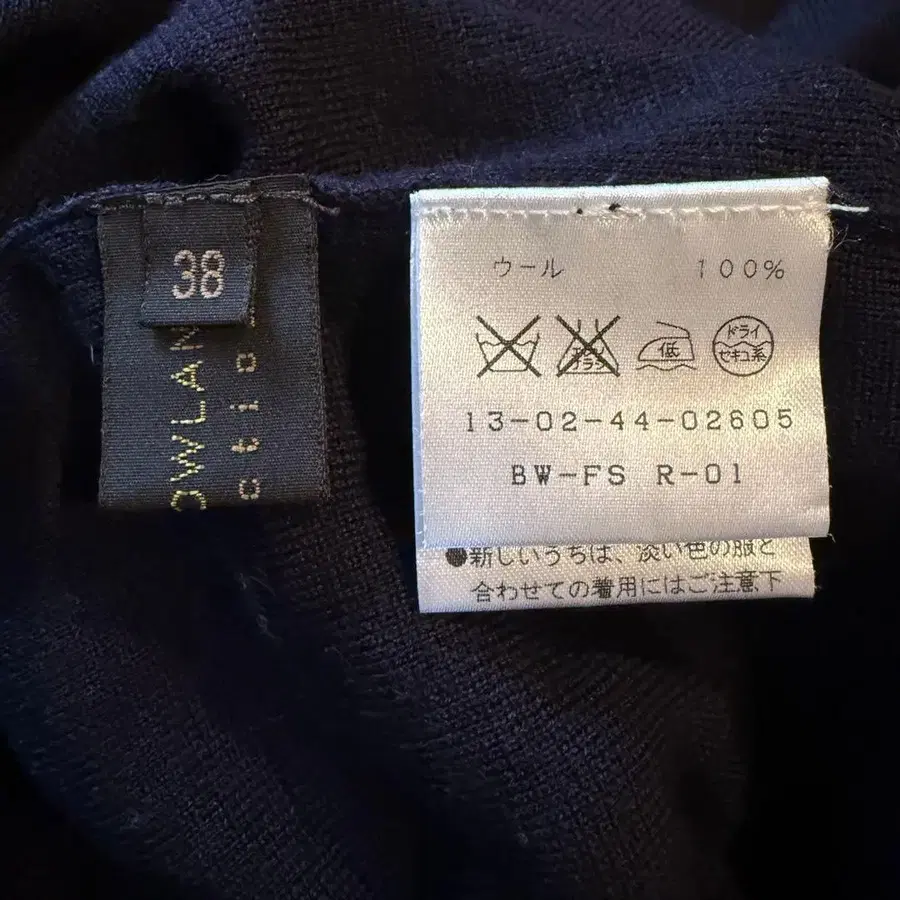 38
OWLAN
ctio
ウール 100%
低
ドライ
セキユ系
13-02-44-02605
BW-FS R-01
●新しいうちは、淡い色の服と
合わせての着用にはご注意下